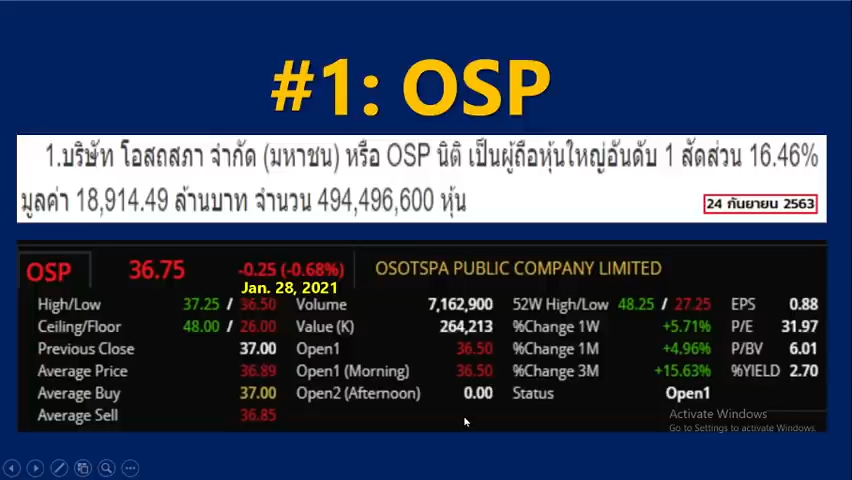 #1: OSP
1.บริษัท โอสถสภา จำกัด (มหาชน) หรือ OSP นิติ เป็นผู้ถือหุ้นใหญ่อันดับ 1 สัดส่วน 16.46%
มูลค่า 18,914.49 ล้านบาท จำนวน 494,496,600 หุ้น
24 กันยายน 2563
OSP 36.75 -0.25 (-0.68%) OSOTSPA PUBLIC COMPANY LIMITED
Jan. 28, 2021
High/Low 37.25 / 36.50 Volume 7,162,900 52W High/Low 48.25 / 27.25 EPS 0.88
Ceiling/Floor 48.00 / 26.00 Value (K) 264,213 %Change 1W +5.71% P/E 31.97
Previous Close 37.00 Open1 36.50 %Change 1M +4.96% P/BV 6.01
Average Price 36.89 Open1 (Morning) 36.50 %Change 3M +15.63% %YIELD 2.70
Average Buy 37.00 Open2 (Afternoon) 0.00 Status Open1
Average Sell 36.85
Activate Windows
Go to Settings to activate Windows.